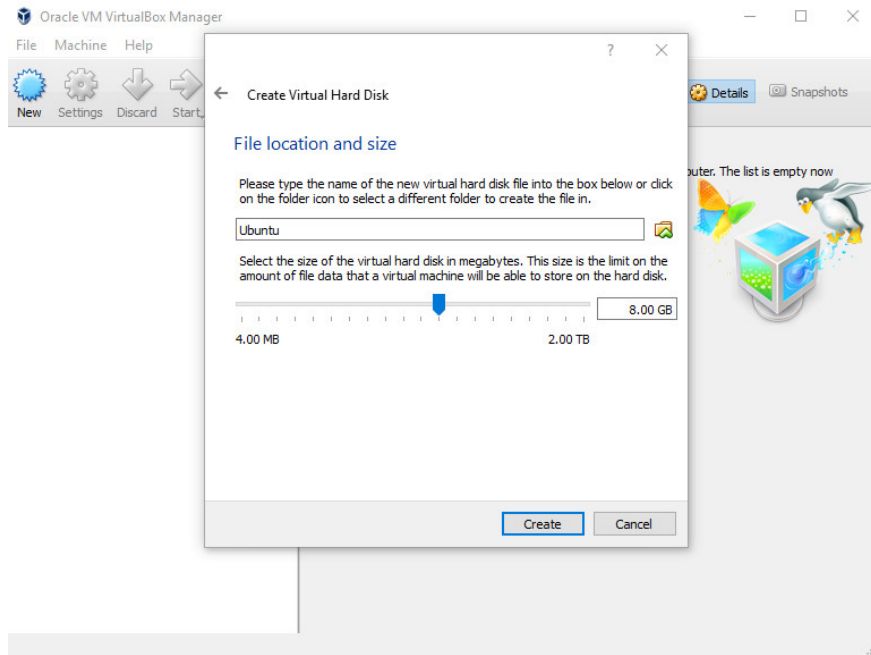 Oracle VM VirtualBox Manager
File Machine Help
New Settings Discard Start
Details Snapshots
? 
Create Virtual Hard Disk
File location and size
Please type the name of the new virtual hard disk file into the box below or click
on the folder icon to select a different folder to create the file in.
Ubuntu
Select the size of the virtual hard disk in megabytes. This size is the limit on the
amount of file data that a virtual machine will be able to store on the hard disk.
8.00 GB
4.00 MB 2.00 TB
Create Cancel
puter. The list is empty now